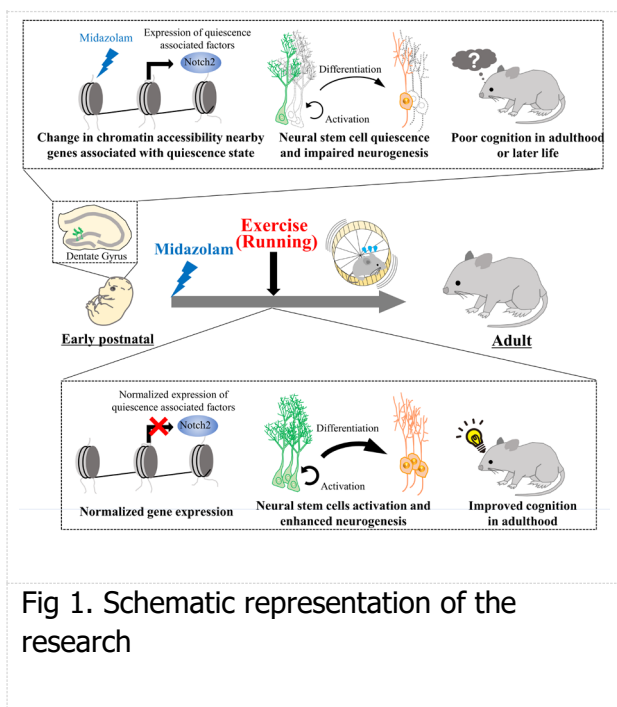 Midazolam
Expression of quiescence
associated factors
Notch2
Differentiation
Activation
?
Change in chromatin accessibility nearby
genes associated with quiescence state
Neural stem cell quiescence
and impaired neurogenesis
Poor cognition in adulthood
or later life
Dentate Gyrus
Early postnatal
Midazolam
Exercise
(Running)
Adult
Normalized expression of
quiescence associated factors
Notch2
Differentiation
Activation
Normalized gene expression
Neural stem cells activation and
enhanced neurogenesis
Improved cognition
in adulthood
Fig 1. Schematic representation of the
research